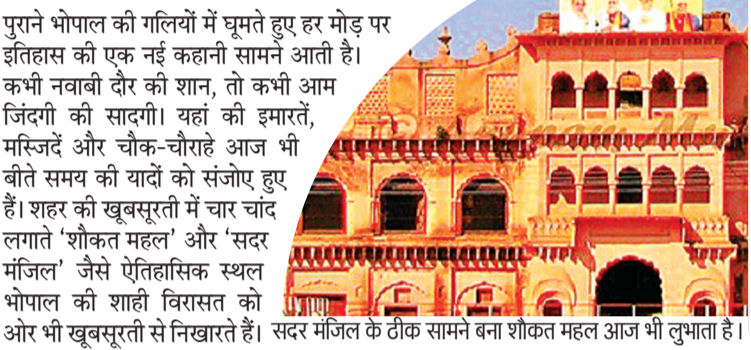 पुराने भोपाल की गलियों में घूमते हुए हर मोड़ पर
इतिहास की एक नई कहानी सामने आती है।
कभी नवाबी दौर की शान, तो कभी आम
जिंदगी की सादगी। यहां की इमारतें,
मस्जिदें और चौक-चौराहे आज भी
बीते समय की यादों को संजोए हुए
हैं। शहर की खूबसूरती में चार चांद
लगाते ‘शौकत महल’ और ‘सदर
मंजिल’ जैसे ऐतिहासिक स्थल
भोपाल की शाही विरासत को
ओर भी खूबसूरती से निखारते हैं।
सदर मंजिल के ठीक सामने बना शौकत महल आज भी लुभाता है।